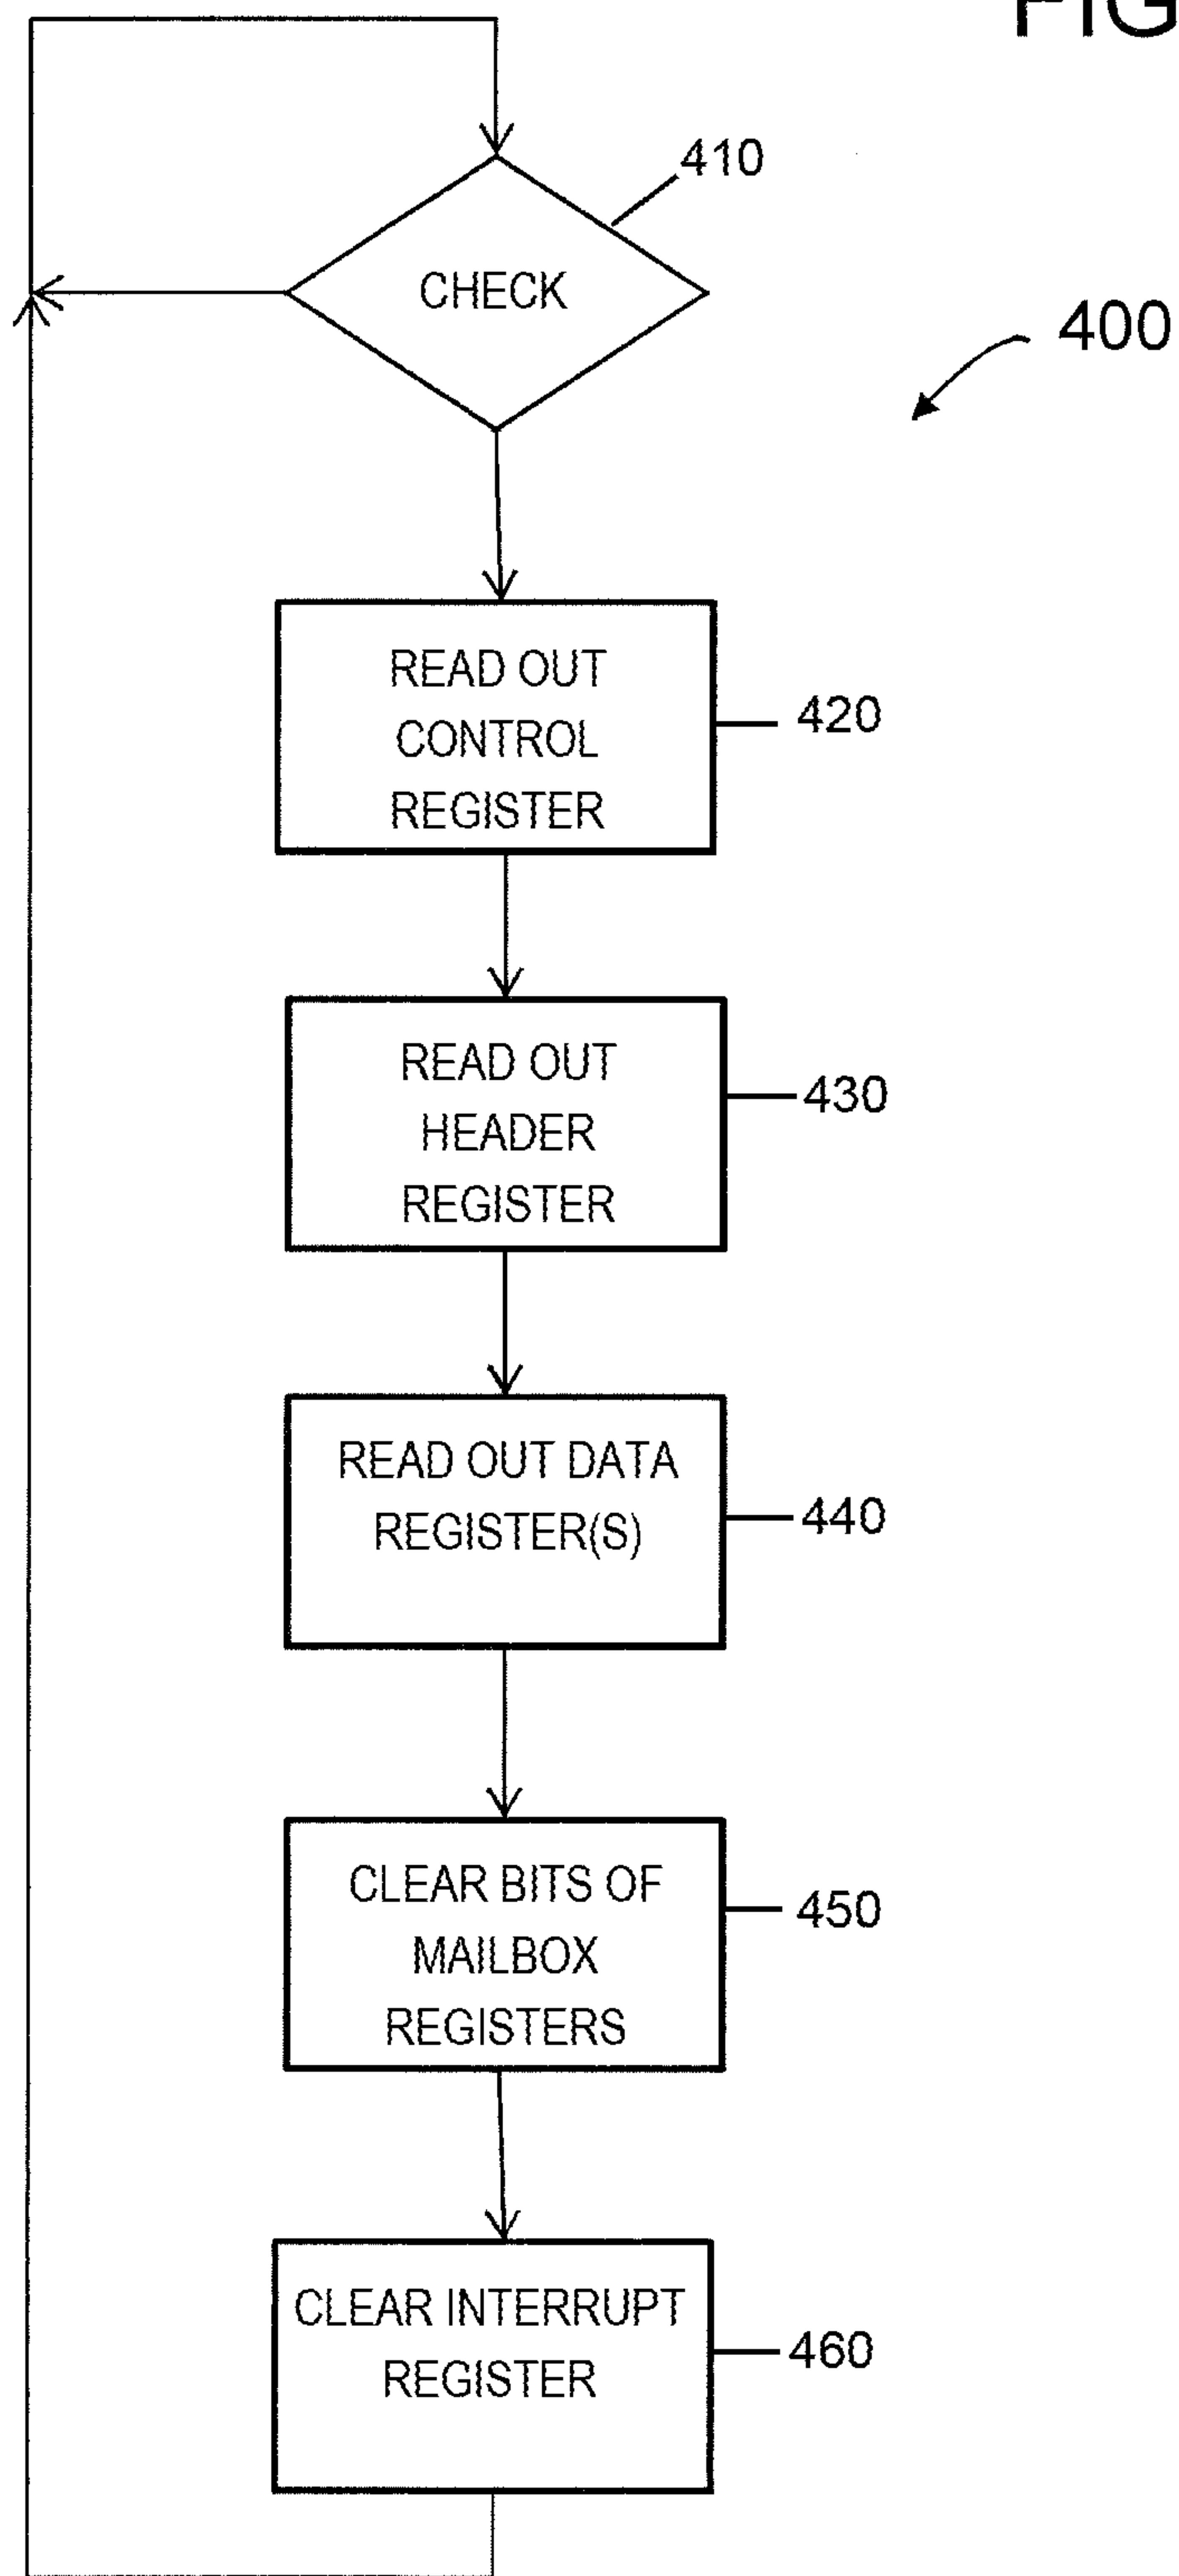 FIG
410
CHECK
400
READ OUT
CONTROL
REGISTER
420
READ OUT
HEADER
REGISTER
430
READ OUT DATA
REGISTER(S)
440
CLEAR BITS OF
MAILBOX
REGISTERS
450
CLEAR INTERRUPT
REGISTER
460